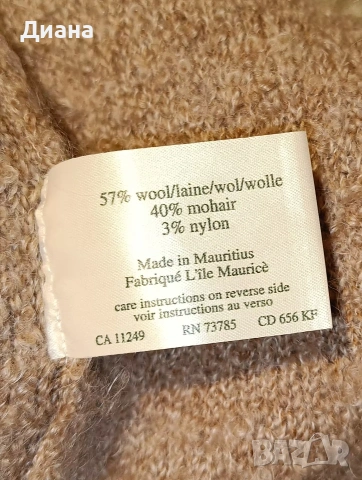 Диана
57% wool/laine/wol/wolle
40% mohair
3% nylon
Made in Mauritius
Fabriqué L'île Mauricè
care instructions on reverse side
voir instructions au verso
CA 11249 RN 73785 CD 656 KF
BAZAR